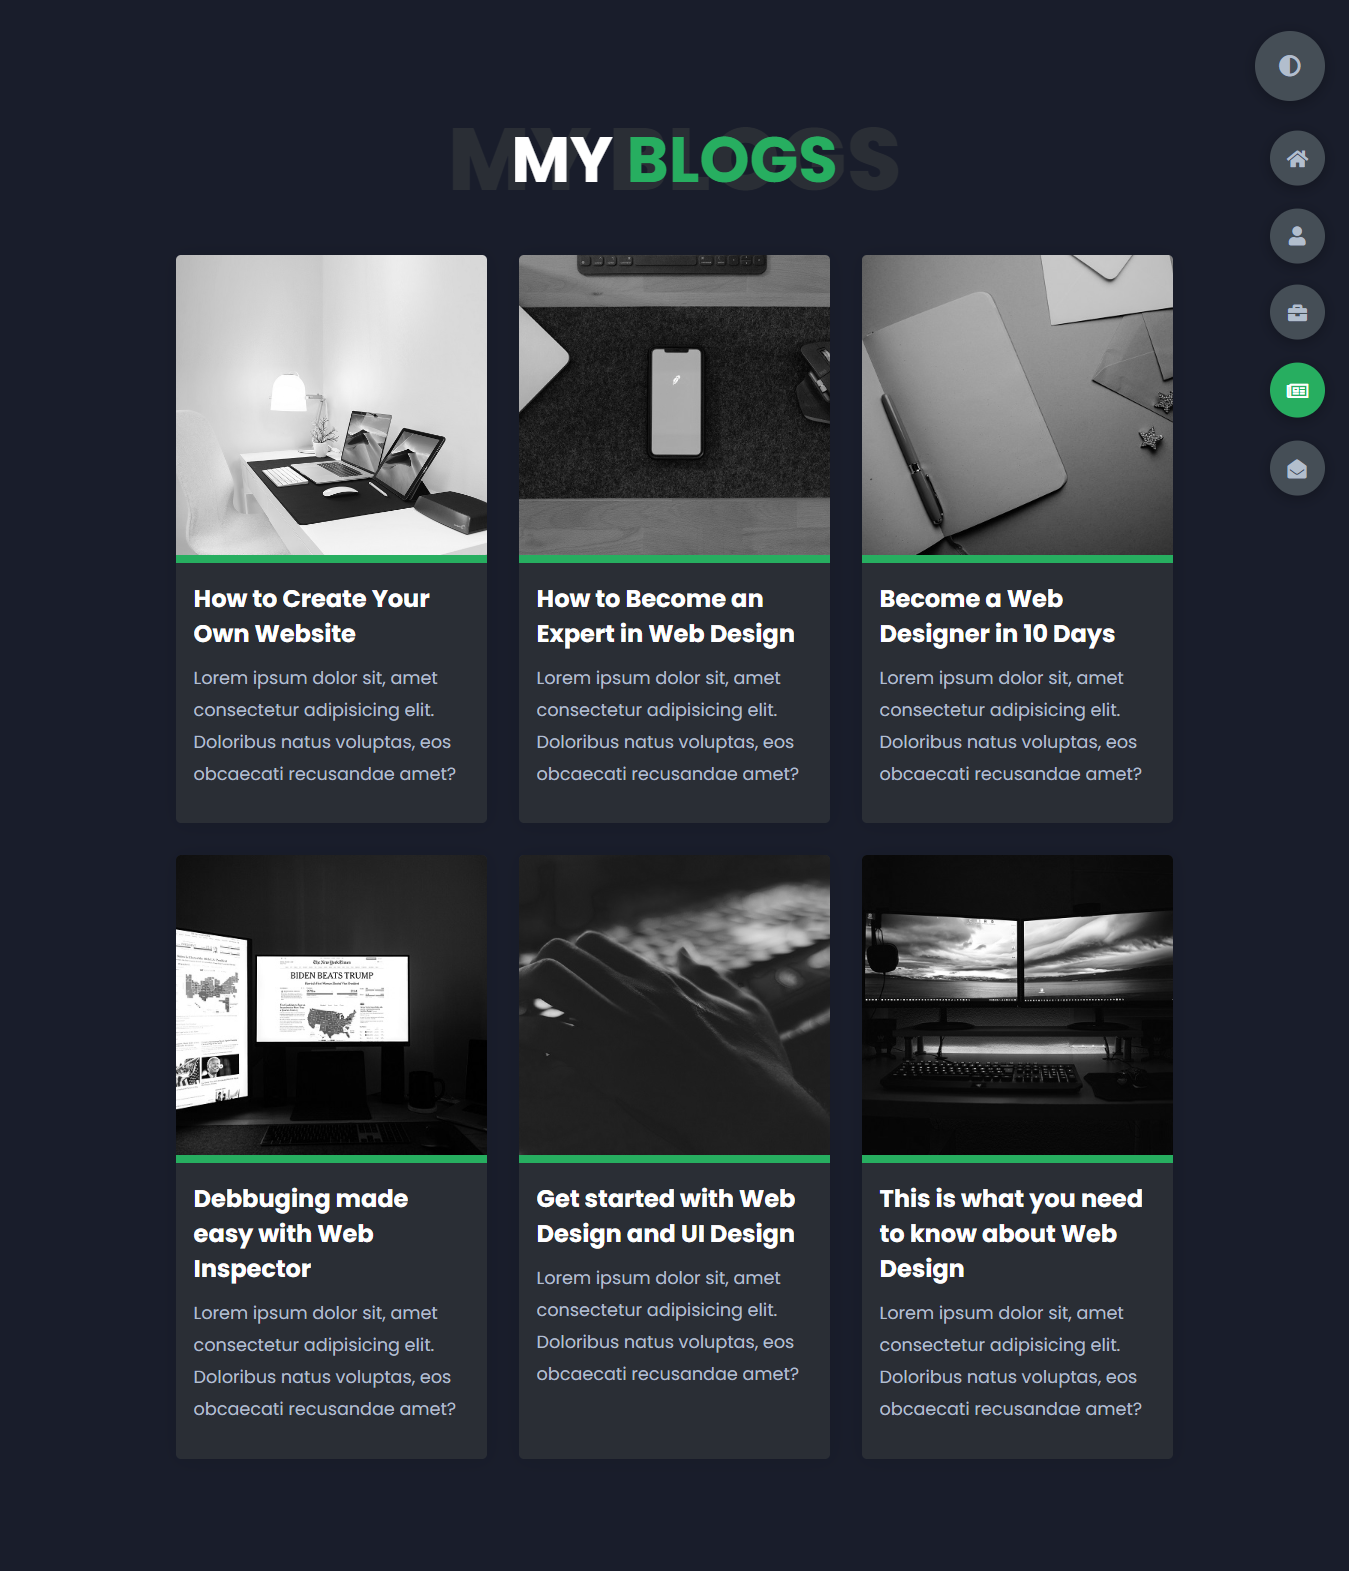 MY BLOGS
MY BLOGS
How to Create Your
Own Website
Lorem ipsum dolor sit, amet
consectetur adipisicing elit.
Doloribus natus voluptas, eos
obcaecati recusandae amet?
How to Become an
Expert in Web Design
Lorem ipsum dolor sit, amet
consectetur adipisicing elit.
Doloribus natus voluptas, eos
obcaecati recusandae amet?
Become a Web
Designer in 10 Days
Lorem ipsum dolor sit, amet
consectetur adipisicing elit.
Doloribus natus voluptas, eos
obcaecati recusandae amet?
The New York Times
BIDEN BEATS TRUMP
Debbuging made
easy with Web
Inspector
Lorem ipsum dolor sit, amet
consectetur adipisicing elit.
Doloribus natus voluptas, eos
obcaecati recusandae amet?
Get started with Web
Design and UI Design
Lorem ipsum dolor sit, amet
consectetur adipisicing elit.
Doloribus natus voluptas, eos
obcaecati recusandae amet?
This is what you need
to know about Web
Design
Lorem ipsum dolor sit, amet
consectetur adipisicing elit.
Doloribus natus voluptas, eos
obcaecati recusandae amet?